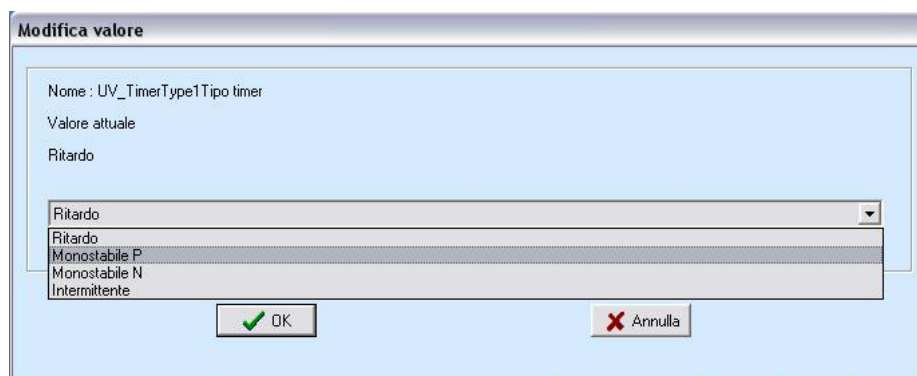 Modifica valore
Nome : UV_TimerType1Tipo timer
Valore attuale
Ritardo
Ritardo
Ritardo
Monostabile P
Monostabile N
Intermittente
OK
Annulla